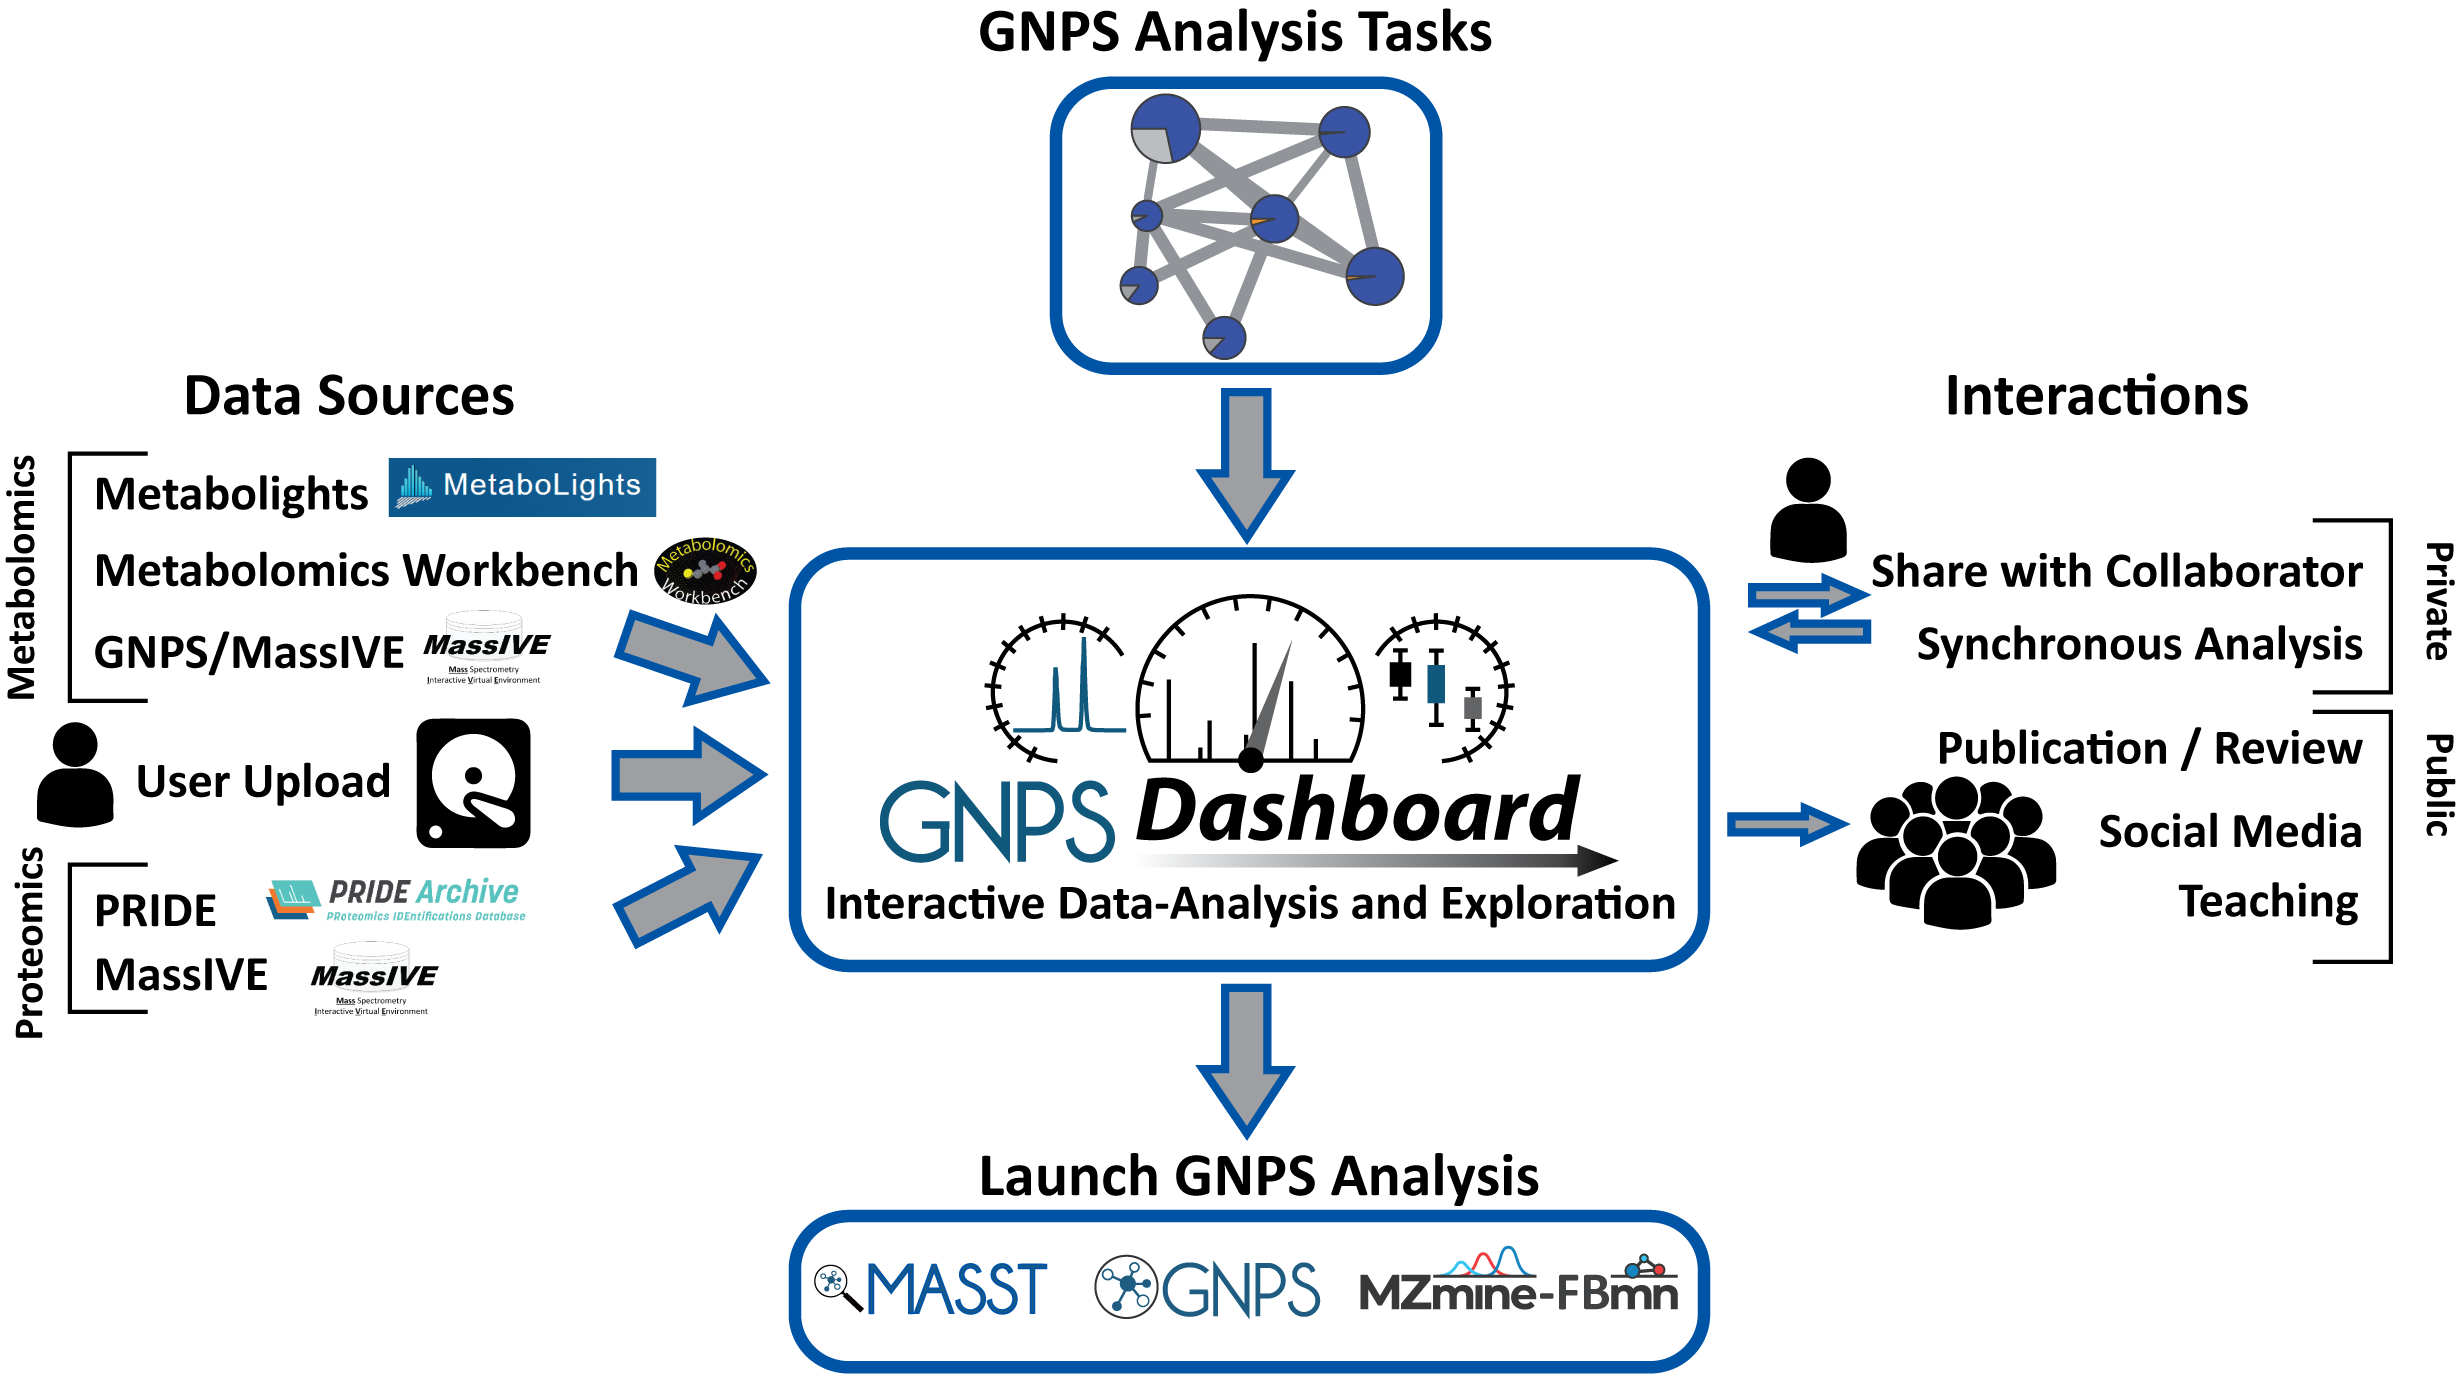 GNPS Analysis Tasks
Data Sources
Metabolomics
Metabolights
MetaboLights
Metabolomics Workbench
Metabolomics
Workbench
GNPS/MassIVE
MassIVE
Mass Spectrometry
Interactive Virtual Environment
User Upload
Proteomics
PRIDE
PRIDE Archive
PRoteomics IDEntifications Database
MassIVE
MassIVE
Mass Spectrometry
Interactive Virtual Environment
GNPS Dashboard
Interactive Data-Analysis and Exploration
Interactions
Share with Collaborator
Synchronous Analysis
Private
Publication / Review
Social Media
Teaching
Public
Launch GNPS Analysis
MASST
GNPS
MZmine-FBmn